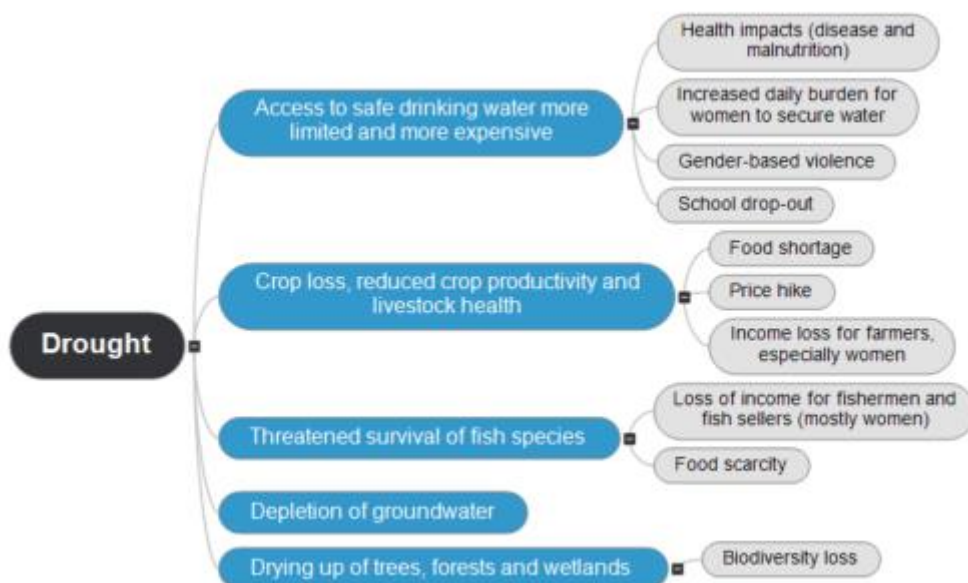 Health impacts (disease and
malnutrition)
Access to safe drinking water more
limited and more expensive
Increased daily burden for
women to secure water
Gender-based violence
School drop-out
Crop loss, reduced crop productivity and
livestock health
Food shortage
Price hike
Income loss for farmers,
especially women
Drought
Threatened survival of fish species
Loss of income for fishermen and
fish sellers (mostly women)
Food scarcity
Depletion of groundwater
Drying up of trees, forests and wetlands
Biodiversity loss